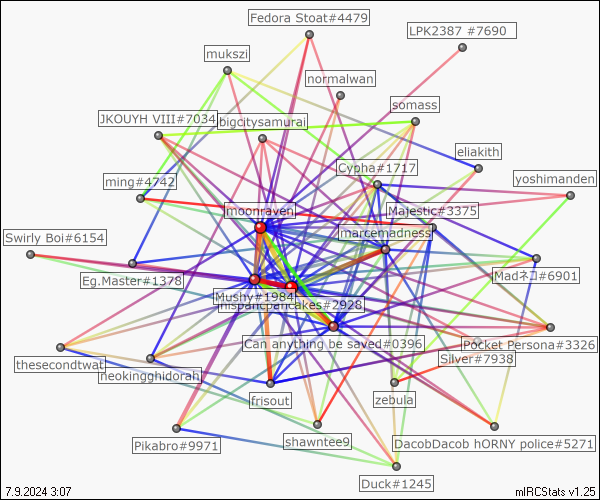 Fedora Stoat#4479
LPK2387 #7690
mukszi
normalwan
somass
JKOUYH VIII#7034
bigcitysamurai
eliakith
Cypha#1717
ming#4742
yoshimanden
moonraven
Majestic#3375
marcemadness
Swirly Boi#6154
Eg.Master#1378
Madネコ#6901
Mushy#1984
mispancpancakes#2928
Can anything be saved#0396
Pocket Persona#3326
Silver#7938
thesecondtwat
neokingghidorah
frisout
zebula
Pikabro#9971
shawntee9
DacobDacob hORNY police#5271
Duck#1245
7.9.2024 3:07
mIRCStats v1.25